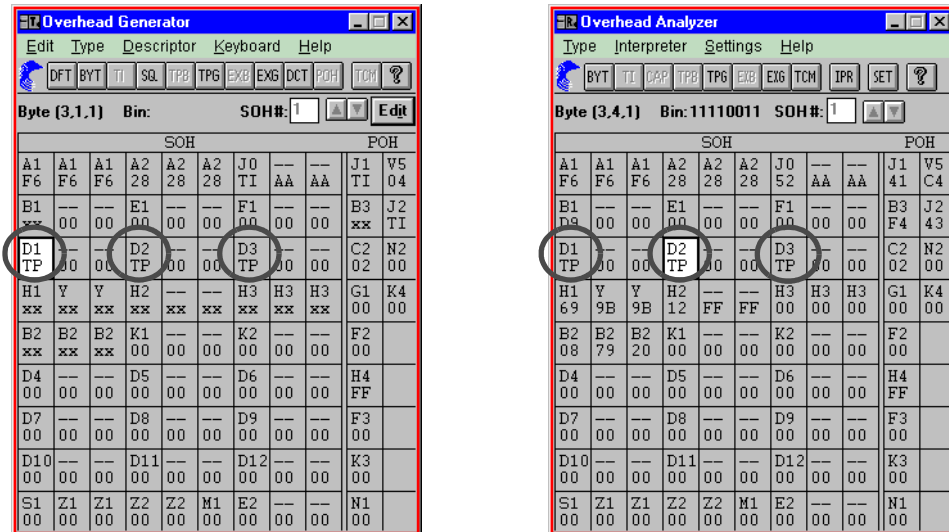 Overhead Generator
Edit Type Descriptor Keyboard Help
DFT BYT TI SQ. TPB TPG EXB EXG DCT POH TCM ?
Byte (3,1,1) Bin: SOH#: 1 Edit
SOH POH
A1 A1 A1 A2 A2 A2 J0 -- -- J1 V5
F6 F6 F6 28 28 28 TI AA AA TI 04
B1 -- -- E1 -- -- F1 -- -- B3 J2
xx 00 00 00 00 00 00 00 00 xx TI
D1 -- -- D2 -- -- D3 -- -- C2 N2
TP 00 00 TP 00 00 TP 00 00 02 00
H1 Y Y H2 -- -- H3 H3 H3 G1 K4
xx xx xx xx xx xx xx xx xx 00 00
B2 B2 B2 K1 -- -- K2 -- -- F2
xx xx xx 00 00 00 00 00 00 00
D4 -- -- D5 -- -- D6 -- -- H4
00 00 00 00 00 00 00 00 00 FF
D7 -- -- D8 -- -- D9 -- -- F3
00 00 00 00 00 00 00 00 00 00
D10 -- -- D11 -- -- D12 -- -- K3
00 00 00 00 00 00 00 00 00 00
S1 Z1 Z1 Z2 Z2 M1 E2 -- -- N1
00 00 00 00 00 00 00 00 00 00
Overhead Analyzer
Type Interpreter Settings Help
BYT TI CAP TPB TPG EXB EXG TCM IPR SET ?
Byte (3,4,1) Bin:11110011 SOH#: 1
SOH POH
A1 A1 A1 A2 A2 A2 J0 -- -- J1 V5
F6 F6 F6 28 28 28 52 AA AA 41 C4
B1 -- -- E1 -- -- F1 -- -- B3 J2
D9 00 00 00 00 00 00 00 00 F4 43
D1 -- -- D2 -- -- D3 -- -- C2 N2
TP 00 00 TP 00 00 TP 00 00 02 00
H1 Y Y H2 -- -- H3 H3 H3 G1 K4
69 9B 9B 12 FF FF 00 00 00 00 00
B2 B2 B2 K1 -- -- K2 -- -- F2
08 79 20 00 00 00 00 00 00 00
D4 -- -- D5 -- -- D6 -- -- H4
00 00 00 00 00 00 00 00 00 FF
D7 -- -- D8 -- -- D9 -- -- F3
00 00 00 00 00 00 00 00 00 00
D10 -- -- D11 -- -- D12 -- -- K3
00 00 00 00 00 00 00 00 00 00
S1 Z1 Z1 Z2 Z2 M1 E2 -- -- N1
00 00 00 00 00 00 00 00 00 00